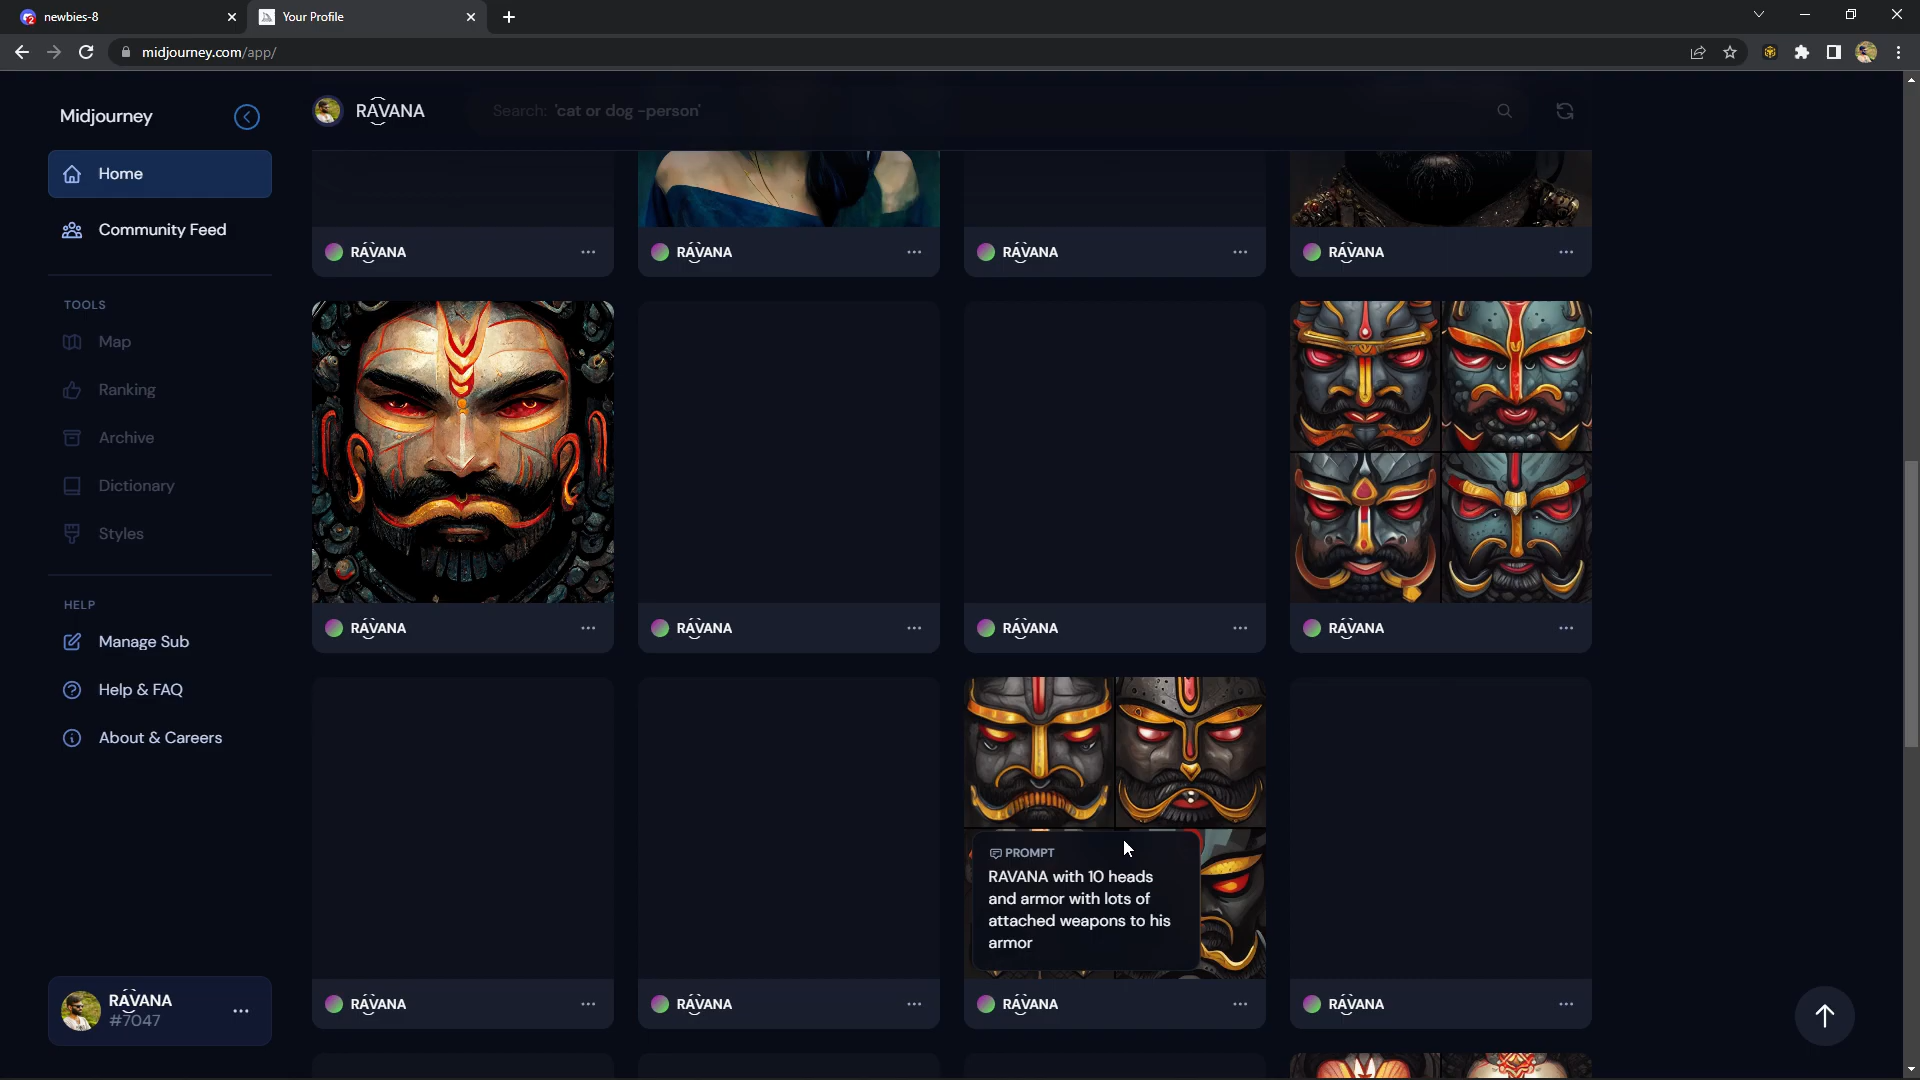 newbies-8
Your Profile
midjourney.com/app/
Midjourney
RAVANA
Search: 'cat or dog -person'
Home
Community Feed
RAVANA
RAVANA
RAVANA
RAVANA
TOOLS
Map
Ranking
Archive
Dictionary
Styles
RAVANA
RAVANA
RAVANA
RAVANA
HELP
Manage Sub
Help & FAQ
About & Careers
PROMPT
RAVANA with 10 heads
and armor with lots of
attached weapons to his
armor
RAVANA
#7047
RAVANA
RAVANA
RAVANA
RAVANA